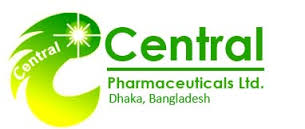 Central
Central
Pharmaceuticals Ltd.
Dhaka, Bangladesh